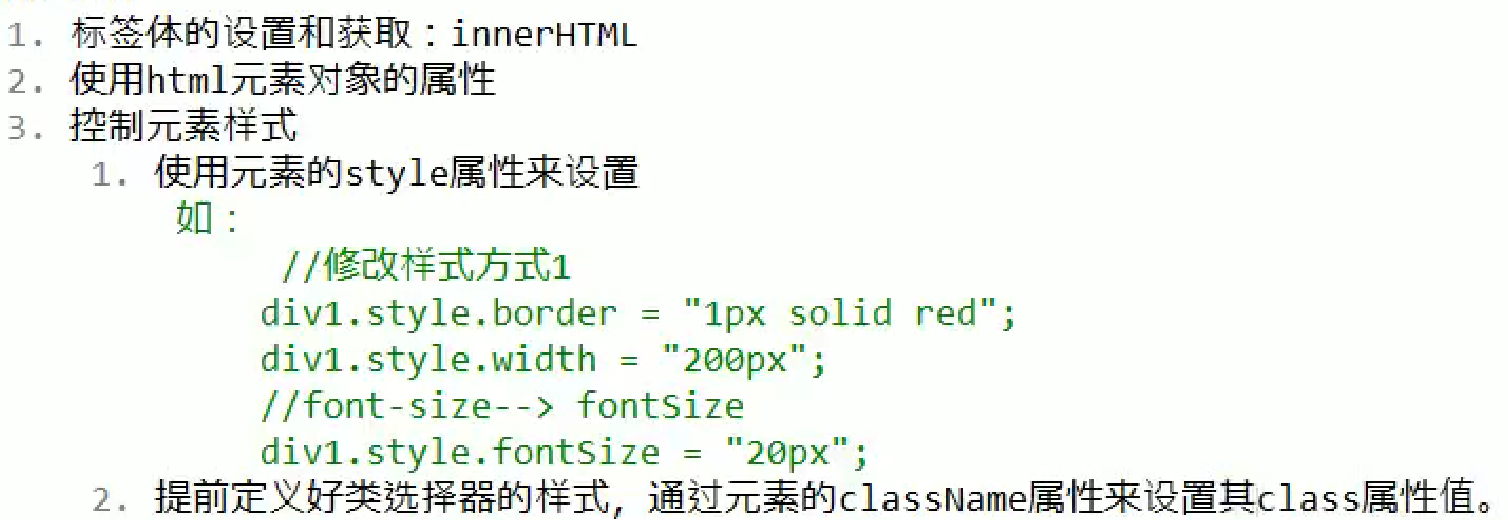 1. 标签体的设置和获取：innerHTML
2. 使用html元素对象的属性
3. 控制元素样式
1. 使用元素的style属性来设置
如：
//修改样式方式1
div1.style.border = "1px solid red";
div1.style.width = "200px";
//font-size--> fontSize
div1.style.fontSize = "20px";
2. 提前定义好类选择器的样式，通过元素的className属性来设置其class属性值。